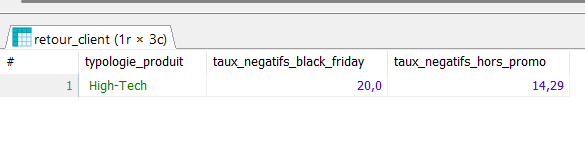 retour_client (1r × 3c)
# typologie_produit taux_negatifs_black_friday taux_negatifs_hors_promo
1 High-Tech 20,0 14,29